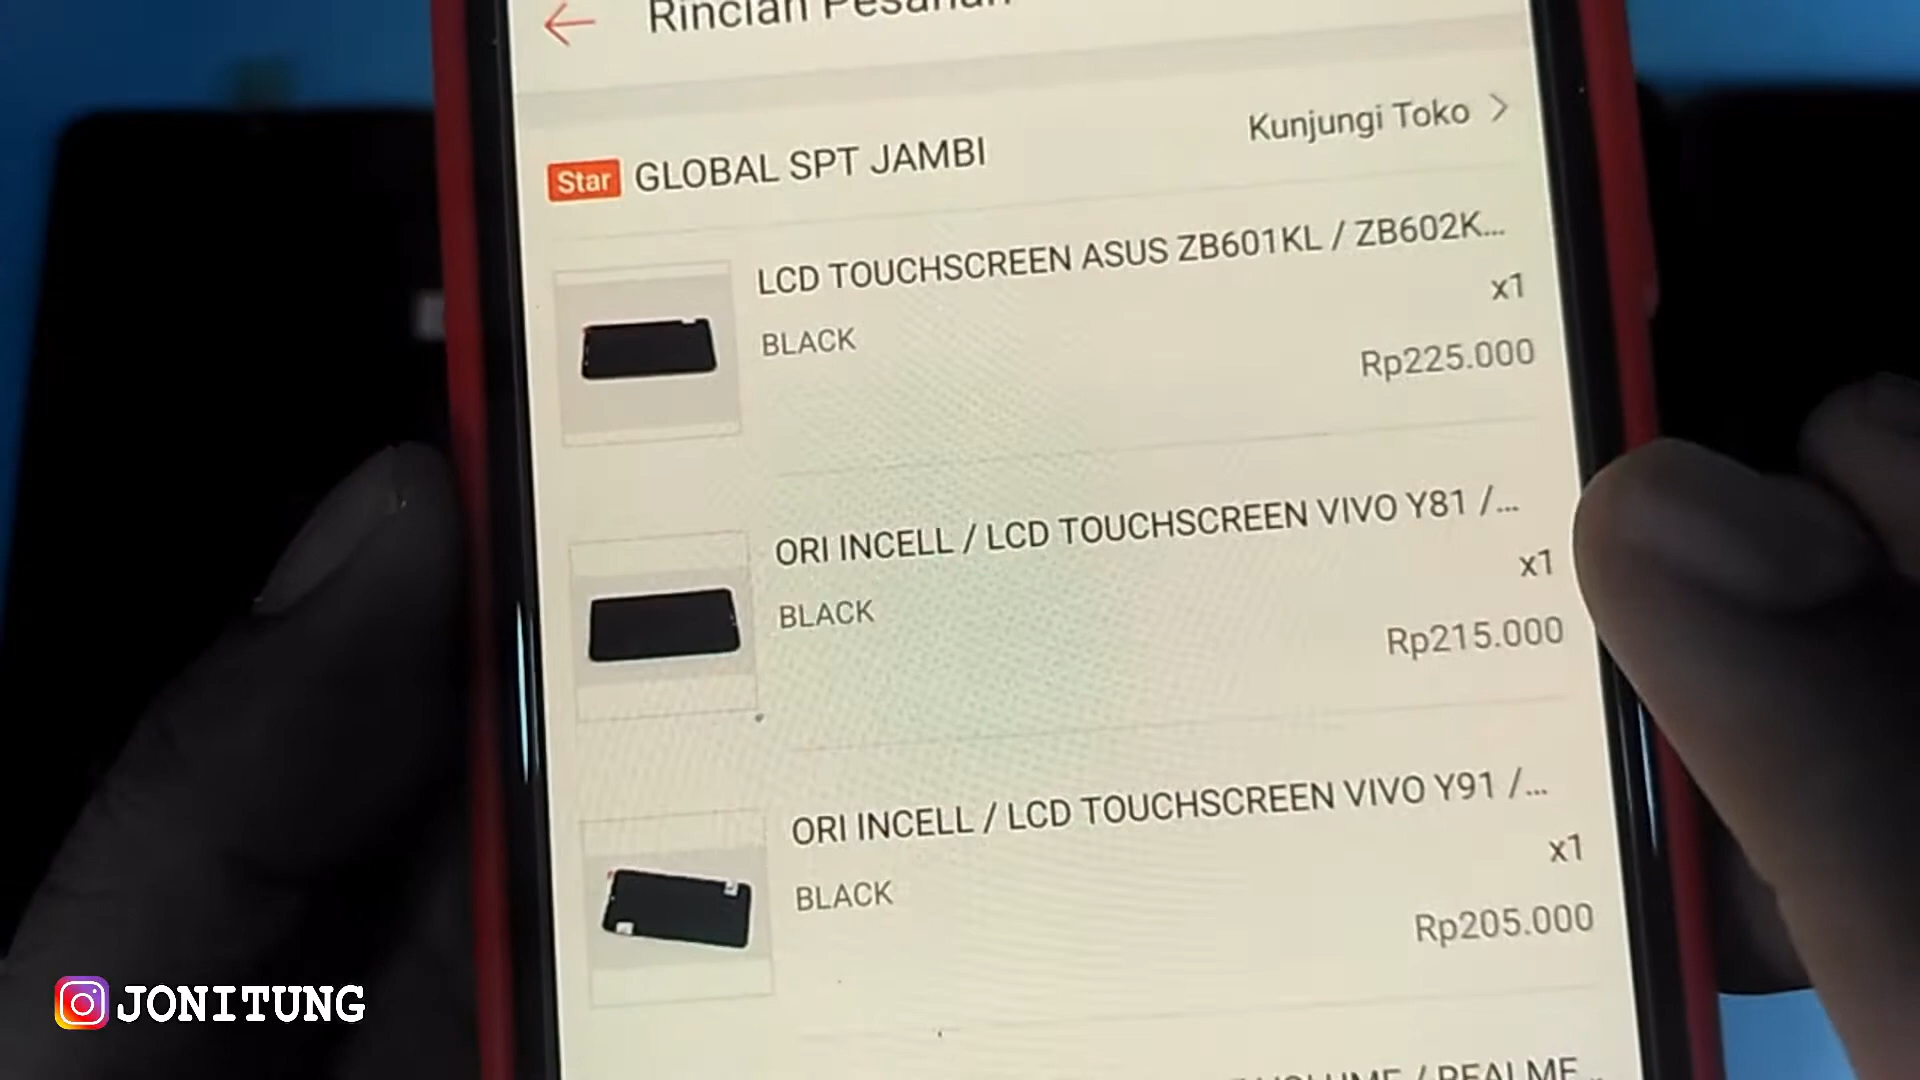 Rincian Pesanan
Star GLOBAL SPT JAMBI
Kunjungi Toko >
LCD TOUCHSCREEN ASUS ZB601KL / ZB602K...
x1
BLACK
Rp225.000
ORI INCELL / LCD TOUCHSCREEN VIVO Y81 /...
x1
BLACK
Rp215.000
ORI INCELL / LCD TOUCHSCREEN VIVO Y91 /...
x1
BLACK
Rp205.000
/ REALME
JONITUNG